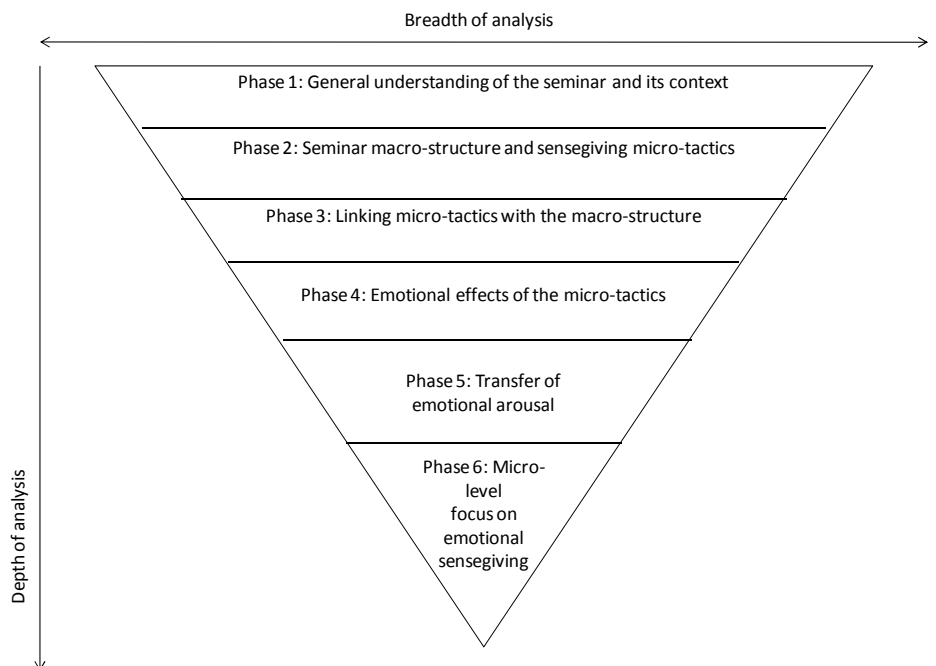 Breadth of analysis
Phase 1: General understanding of the seminar and its context
Phase 2: Seminar macro-structure and sensegiving micro-tactics
Phase 3: Linking micro-tactics with the macro-structure
Phase 4: Emotional effects of the micro-tactics
Phase 5: Transfer of
emotional arousal
Phase 6: Micro-
level
focus on
emotional
sensegiving
Depth of analysis